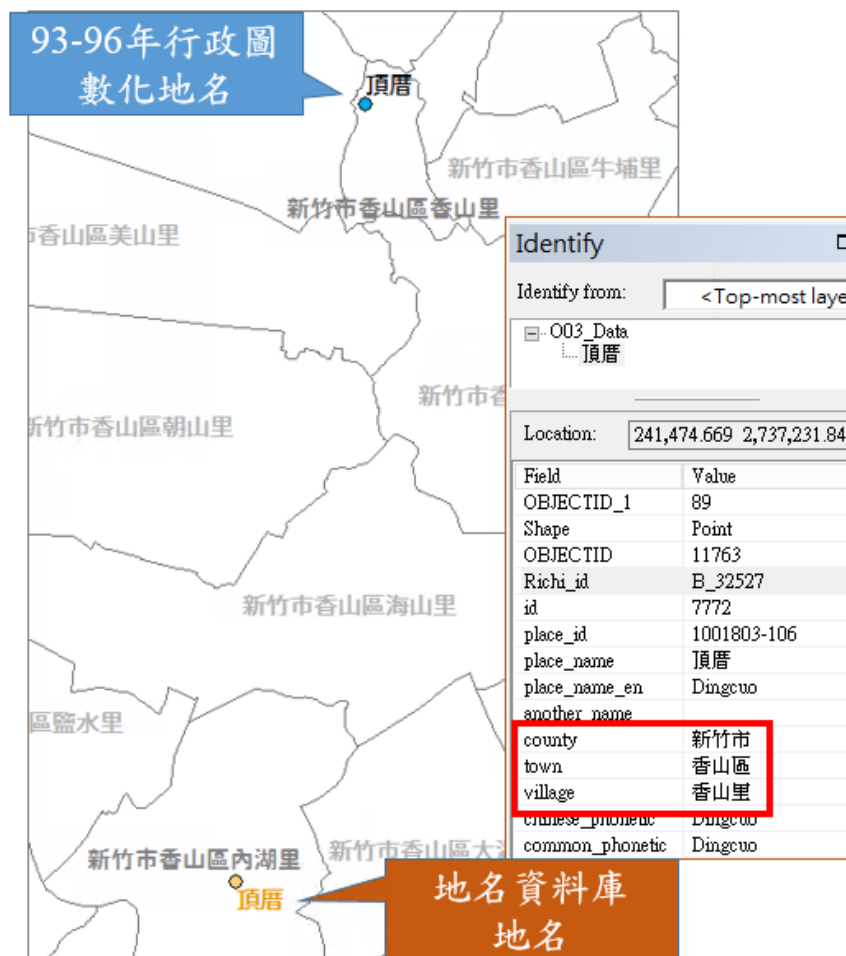 93-96年行政圖
數化地名
頂厝
新竹市香山區牛埔里
新竹市香山區香山里
市香山區美山里
Identify
Identify from:
<Top-most laye
O03_Data
頂厝
新竹市香
新竹市香山區朝山里
Location:
241,474.669 2,737,231.84
Field Value
OBJECTID_1 89
Shape Point
OBJECTID 11763
Richi_id B_32527
id 7772
place_id 1001803-106
place_name 頂厝
place_name_en Dingcuo
another_name
county 新竹市
town 香山區
village 香山里
chinese_phonetic Dingcuo
common_phonetic Dingcuo
新竹市香山區海山里
區鹽水里
新竹市香山區內湖里
新竹市香山區大
頂厝
地名資料庫
地名